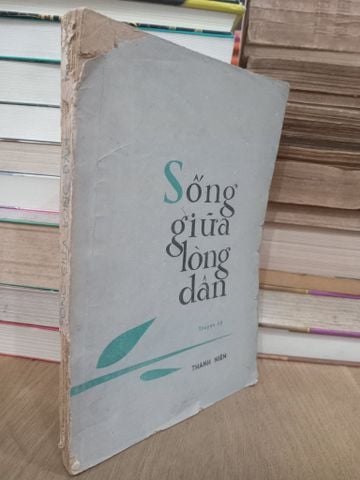 Sống
giữa
lòng
dân
Truyện ký
THANH NIÊN